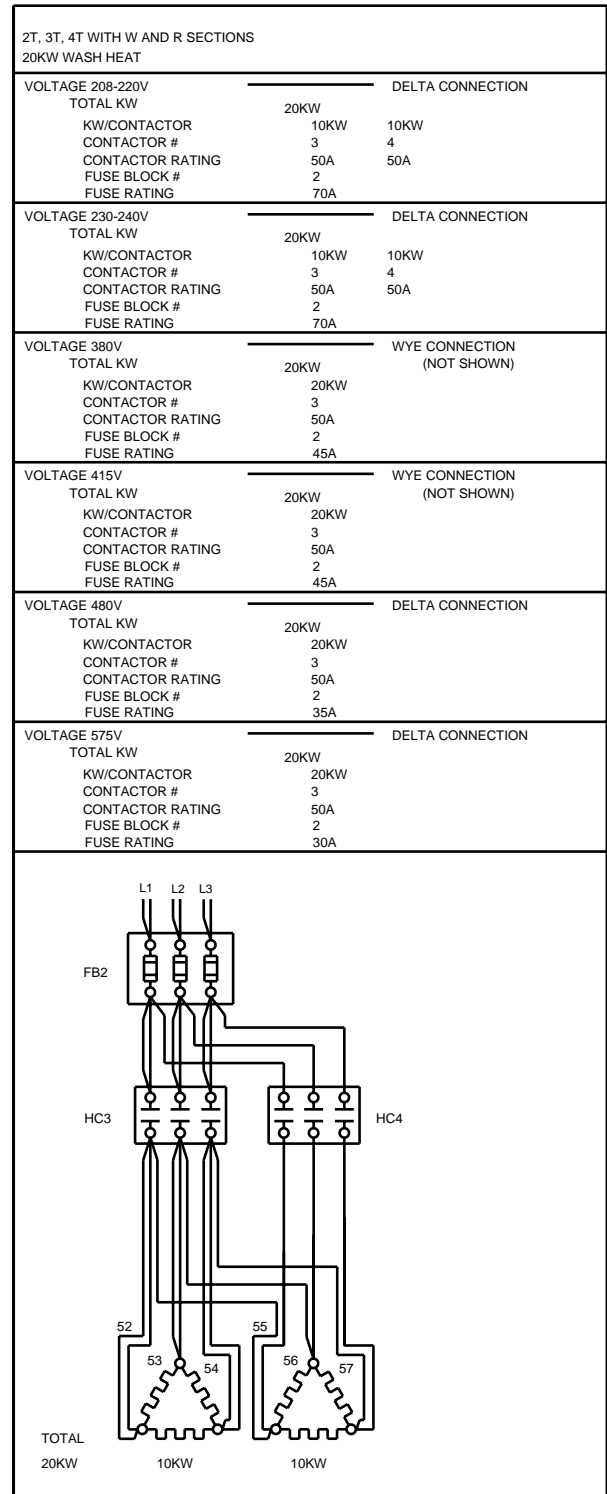 2T, 3T, 4T WITH W AND R SECTIONS
20KW WASH HEAT
VOLTAGE 208-220V DELTA CONNECTION
TOTAL KW 20KW
KW/CONTACTOR 10KW 10KW
CONTACTOR # 3 4
CONTACTOR RATING 50A 50A
FUSE BLOCK # 2
FUSE RATING 70A
VOLTAGE 230-240V DELTA CONNECTION
TOTAL KW 20KW
KW/CONTACTOR 10KW 10KW
CONTACTOR # 3 4
CONTACTOR RATING 50A 50A
FUSE BLOCK # 2
FUSE RATING 70A
VOLTAGE 380V WYE CONNECTION
TOTAL KW 20KW (NOT SHOWN)
KW/CONTACTOR 20KW
CONTACTOR # 3
CONTACTOR RATING 50A
FUSE BLOCK # 2
FUSE RATING 45A
VOLTAGE 415V WYE CONNECTION
TOTAL KW 20KW (NOT SHOWN)
KW/CONTACTOR 20KW
CONTACTOR # 3
CONTACTOR RATING 50A
FUSE BLOCK # 2
FUSE RATING 45A
VOLTAGE 480V DELTA CONNECTION
TOTAL KW 20KW
KW/CONTACTOR 20KW
CONTACTOR # 3
CONTACTOR RATING 50A
FUSE BLOCK # 2
FUSE RATING 35A
VOLTAGE 575V DELTA CONNECTION
TOTAL KW 20KW
KW/CONTACTOR 20KW
CONTACTOR # 3
CONTACTOR RATING 50A
FUSE BLOCK # 2
FUSE RATING 30A
L1 L2 L3
FB2
HC3 HC4
52 55
53 54 56 57
TOTAL
20KW 10KW 10KW